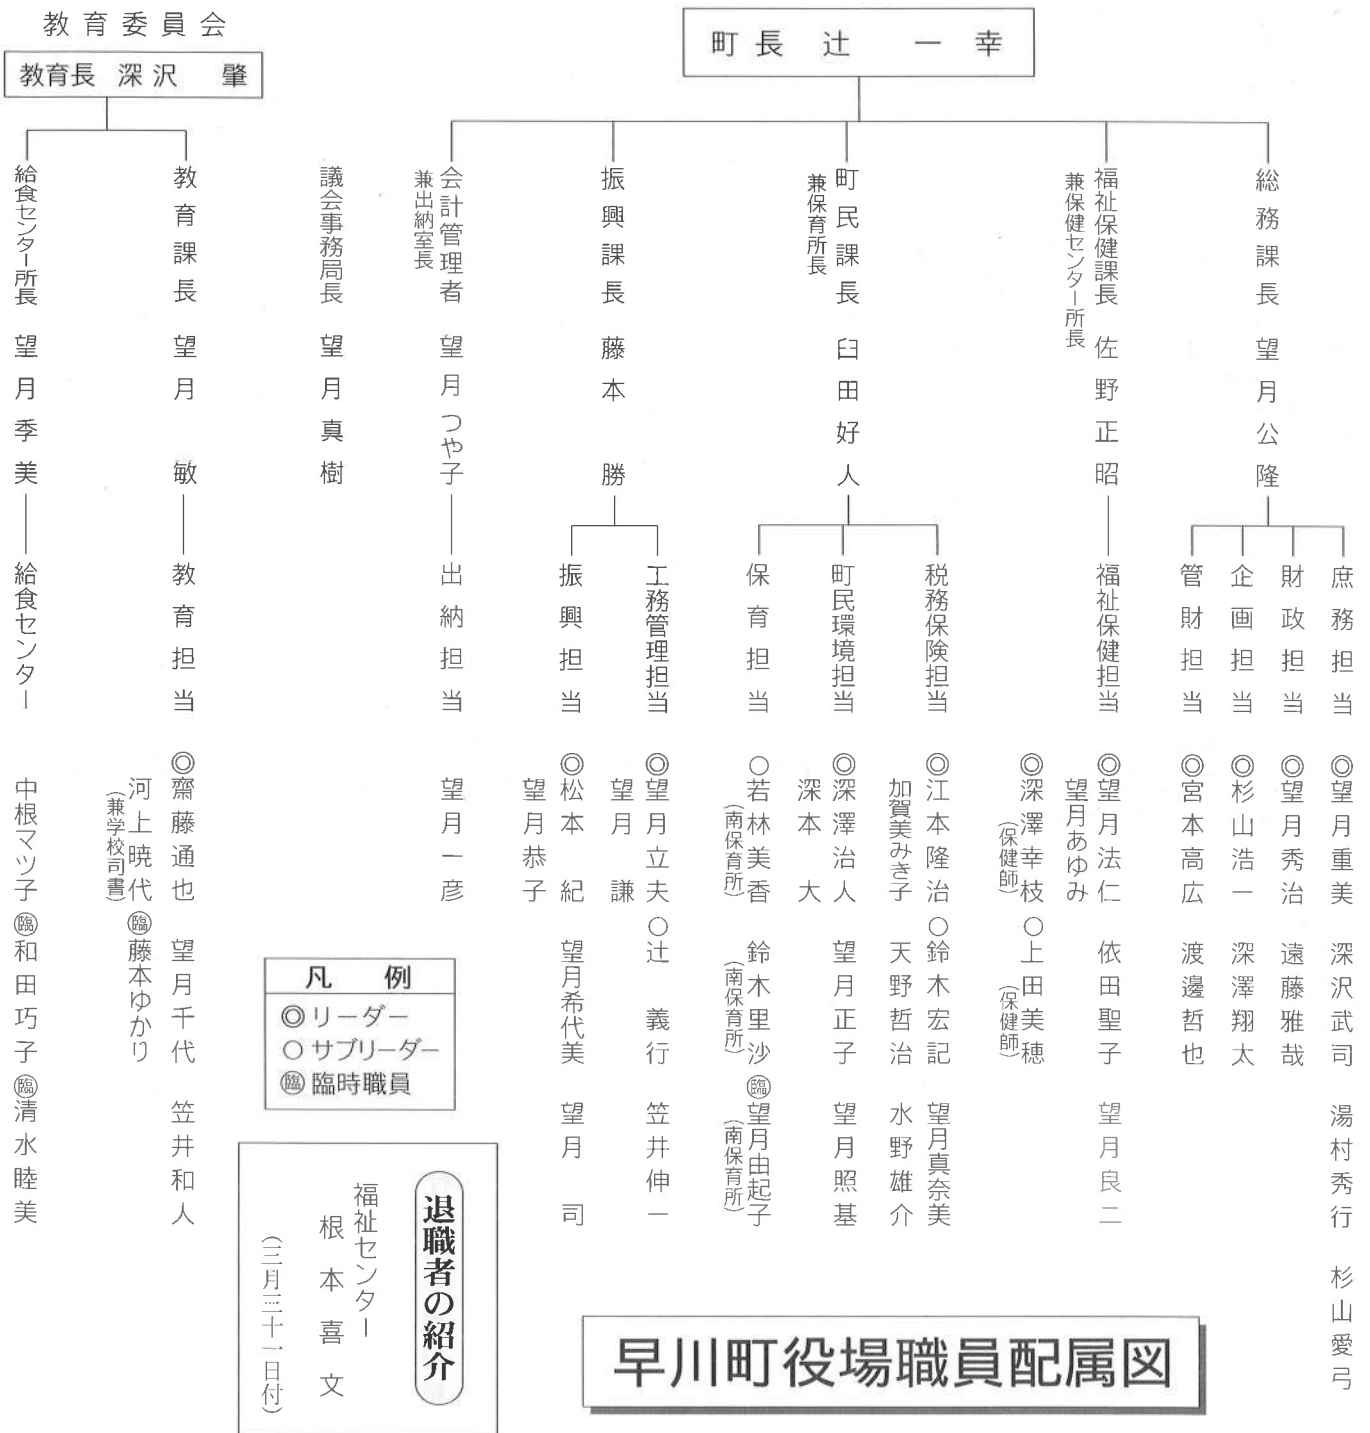 早川町役場職員配属図
町長 辻 一幸
総務課長 望月公隆
庶務担当 ◎望月重美 深沢武司 湯村秀行 杉山愛弓
財政担当 ◎望月秀治 遠藤雅哉
企画担当 ◎杉山浩一 深澤翔太
管財担当 ◎宮本高広 渡邊哲也
福祉保健課長 佐野正昭
兼保健センター所長
福祉保健担当 ◎望月法仁 依田聖子 望月良二
望月あゆみ
◎深澤幸枝 ○上田美穂
(保健師) (保健師)
町民課長 臼田好人
兼保育所長
税務保険担当 ◎江本隆治 ○鈴木宏記 望月真奈美
加賀美みき子 天野哲治 水野雄介
町民環境担当 ◎深澤治人 望月正子 望月照基
深本 大
保育担当 ○若林美香 鈴木里沙 ㊩望月由起子
(南保育所) (南保育所) (南保育所)
振興課長 藤本 勝
工務管理担当 ◎望月立夫 ○辻 義行 笠井伸一
望月 謙
振興担当 ◎松本 紀 望月希代美 望月 司
望月恭子
会計管理者 望月つや子
兼出納室長
出納担当 望月一彦
議会事務局長 望月真樹
教育委員会
教育長 深沢 肇
教育課長 望月 敏
教育担当 ◎齋藤通也 望月千代 笠井和人
河上暁代 臨藤本ゆかり
(兼学校司書)
給食センター所長 望月季美
給食センター 中根マツ子 臨和田巧子 臨清水睦美
凡例
◎リーダー
○サブリーダー
臨 臨時職員
退職者の紹介
福祉センター
根本喜文
(三月三十一日付)